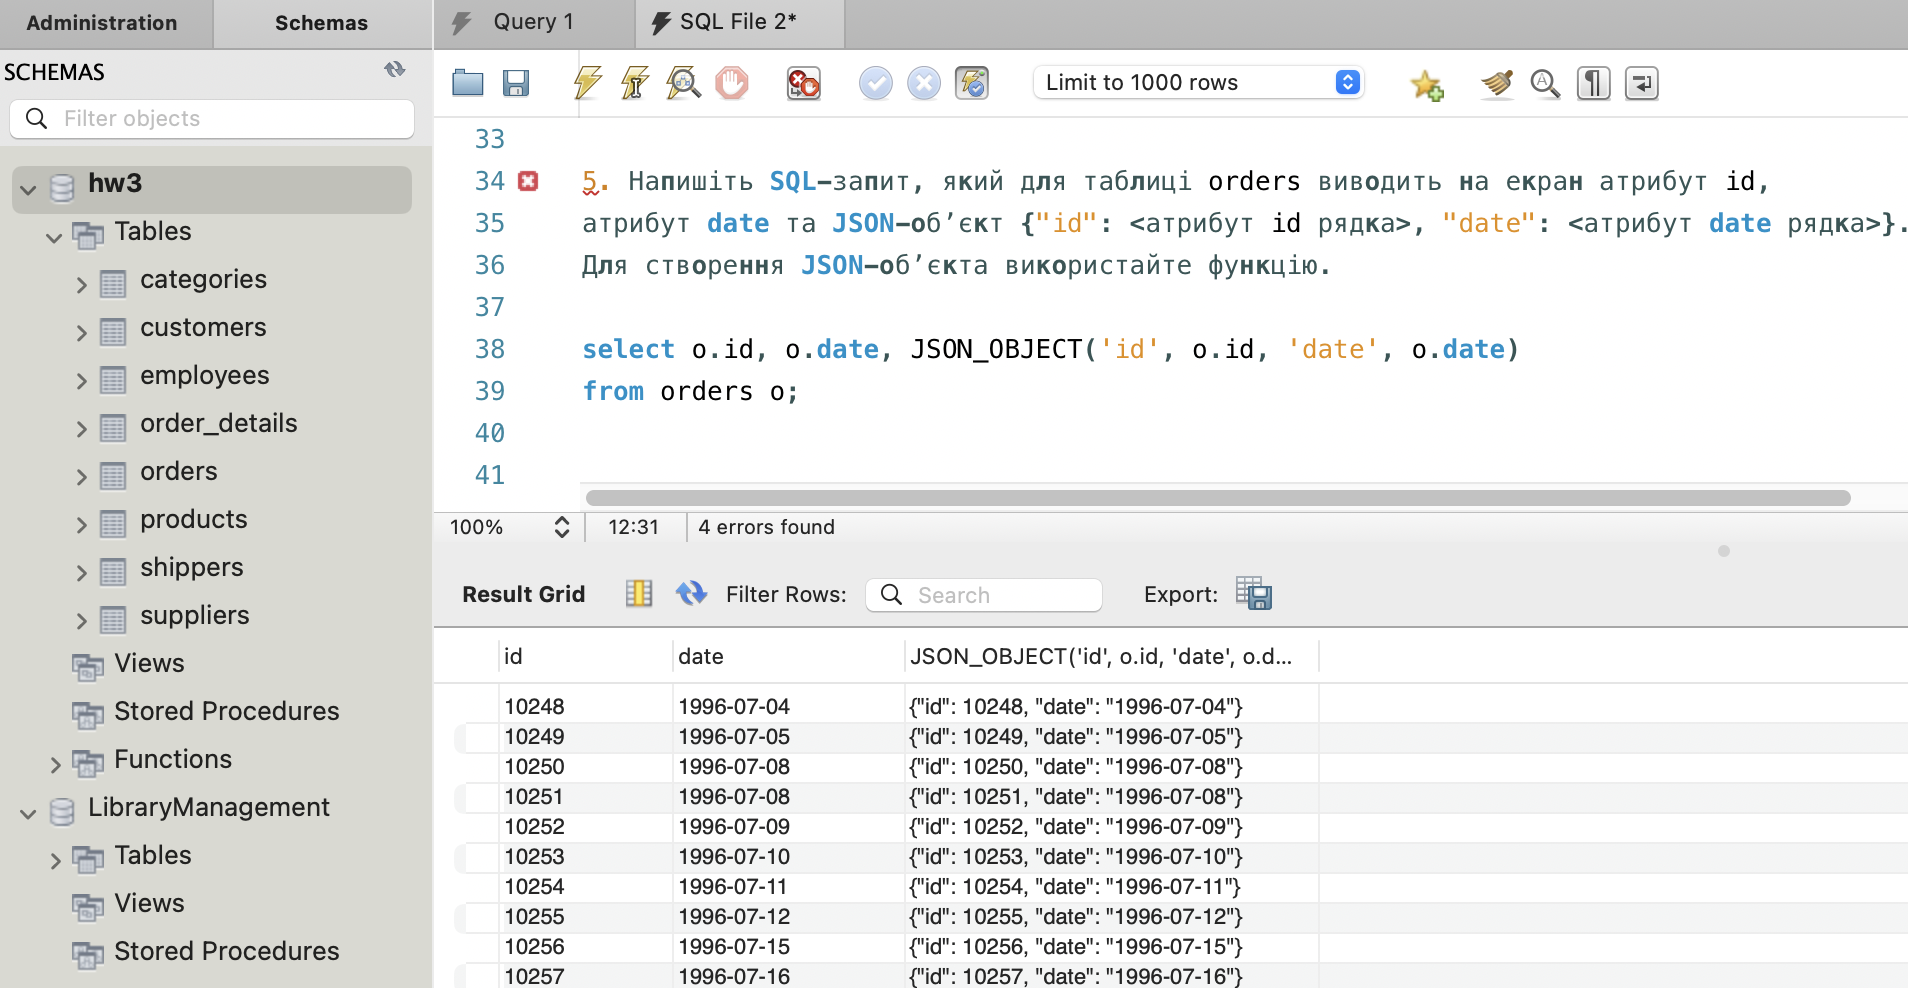 Administration
Schemas
SCHEMAS
Filter objects
hw3
Tables
categories
customers
employees
order_details
orders
products
shippers
suppliers
Views
Stored Procedures
Functions
LibraryManagement
Tables
Views
Stored Procedures
Query 1
SQL File 2*
Limit to 1000 rows
33
34 5. Напишіть SQL-запит, який для таблиці orders виводить на екран атрибут id,
35 атрибут date та JSON-об’єкт {"id": <атрибут id рядка>, "date": <атрибут date рядка>}.
36 Для створення JSON-об’єкта використайте функцію.
37
38 select o.id, o.date, JSON_OBJECT('id', o.id, 'date', o.date)
39 from orders o;
40
41
100% 12:31 4 errors found
Result Grid Filter Rows: Search Export:
id date JSON_OBJECT('id', o.id, 'date', o.d...
10248 1996-07-04 {"id": 10248, "date": "1996-07-04"}
10249 1996-07-05 {"id": 10249, "date": "1996-07-05"}
10250 1996-07-08 {"id": 10250, "date": "1996-07-08"}
10251 1996-07-08 {"id": 10251, "date": "1996-07-08"}
10252 1996-07-09 {"id": 10252, "date": "1996-07-09"}
10253 1996-07-10 {"id": 10253, "date": "1996-07-10"}
10254 1996-07-11 {"id": 10254, "date": "1996-07-11"}
10255 1996-07-12 {"id": 10255, "date": "1996-07-12"}
10256 1996-07-15 {"id": 10256, "date": "1996-07-15"}
10257 1996-07-16 {"id": 10257, "date": "1996-07-16"}